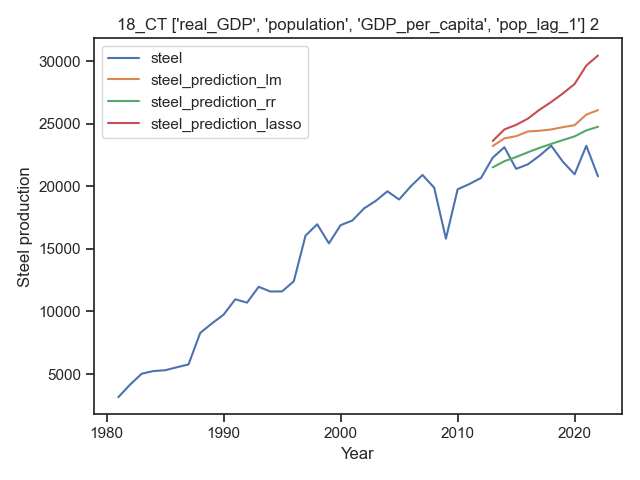 18_CT ['real_GDP', 'population', 'GDP_per_capita', 'pop_lag_1'] 2
steel
steel_prediction_lm
steel_prediction_rr
steel_prediction_lasso
30000
25000
20000
15000
10000
5000
Steel production
1980
1990
2000
2010
2020
Year